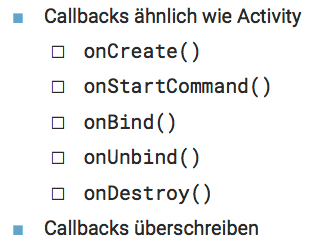 Callbacks ähnlich wie Activity
onCreate()
onStartCommand()
onBind()
onUnbind()
onDestroy()
Callbacks überschreiben